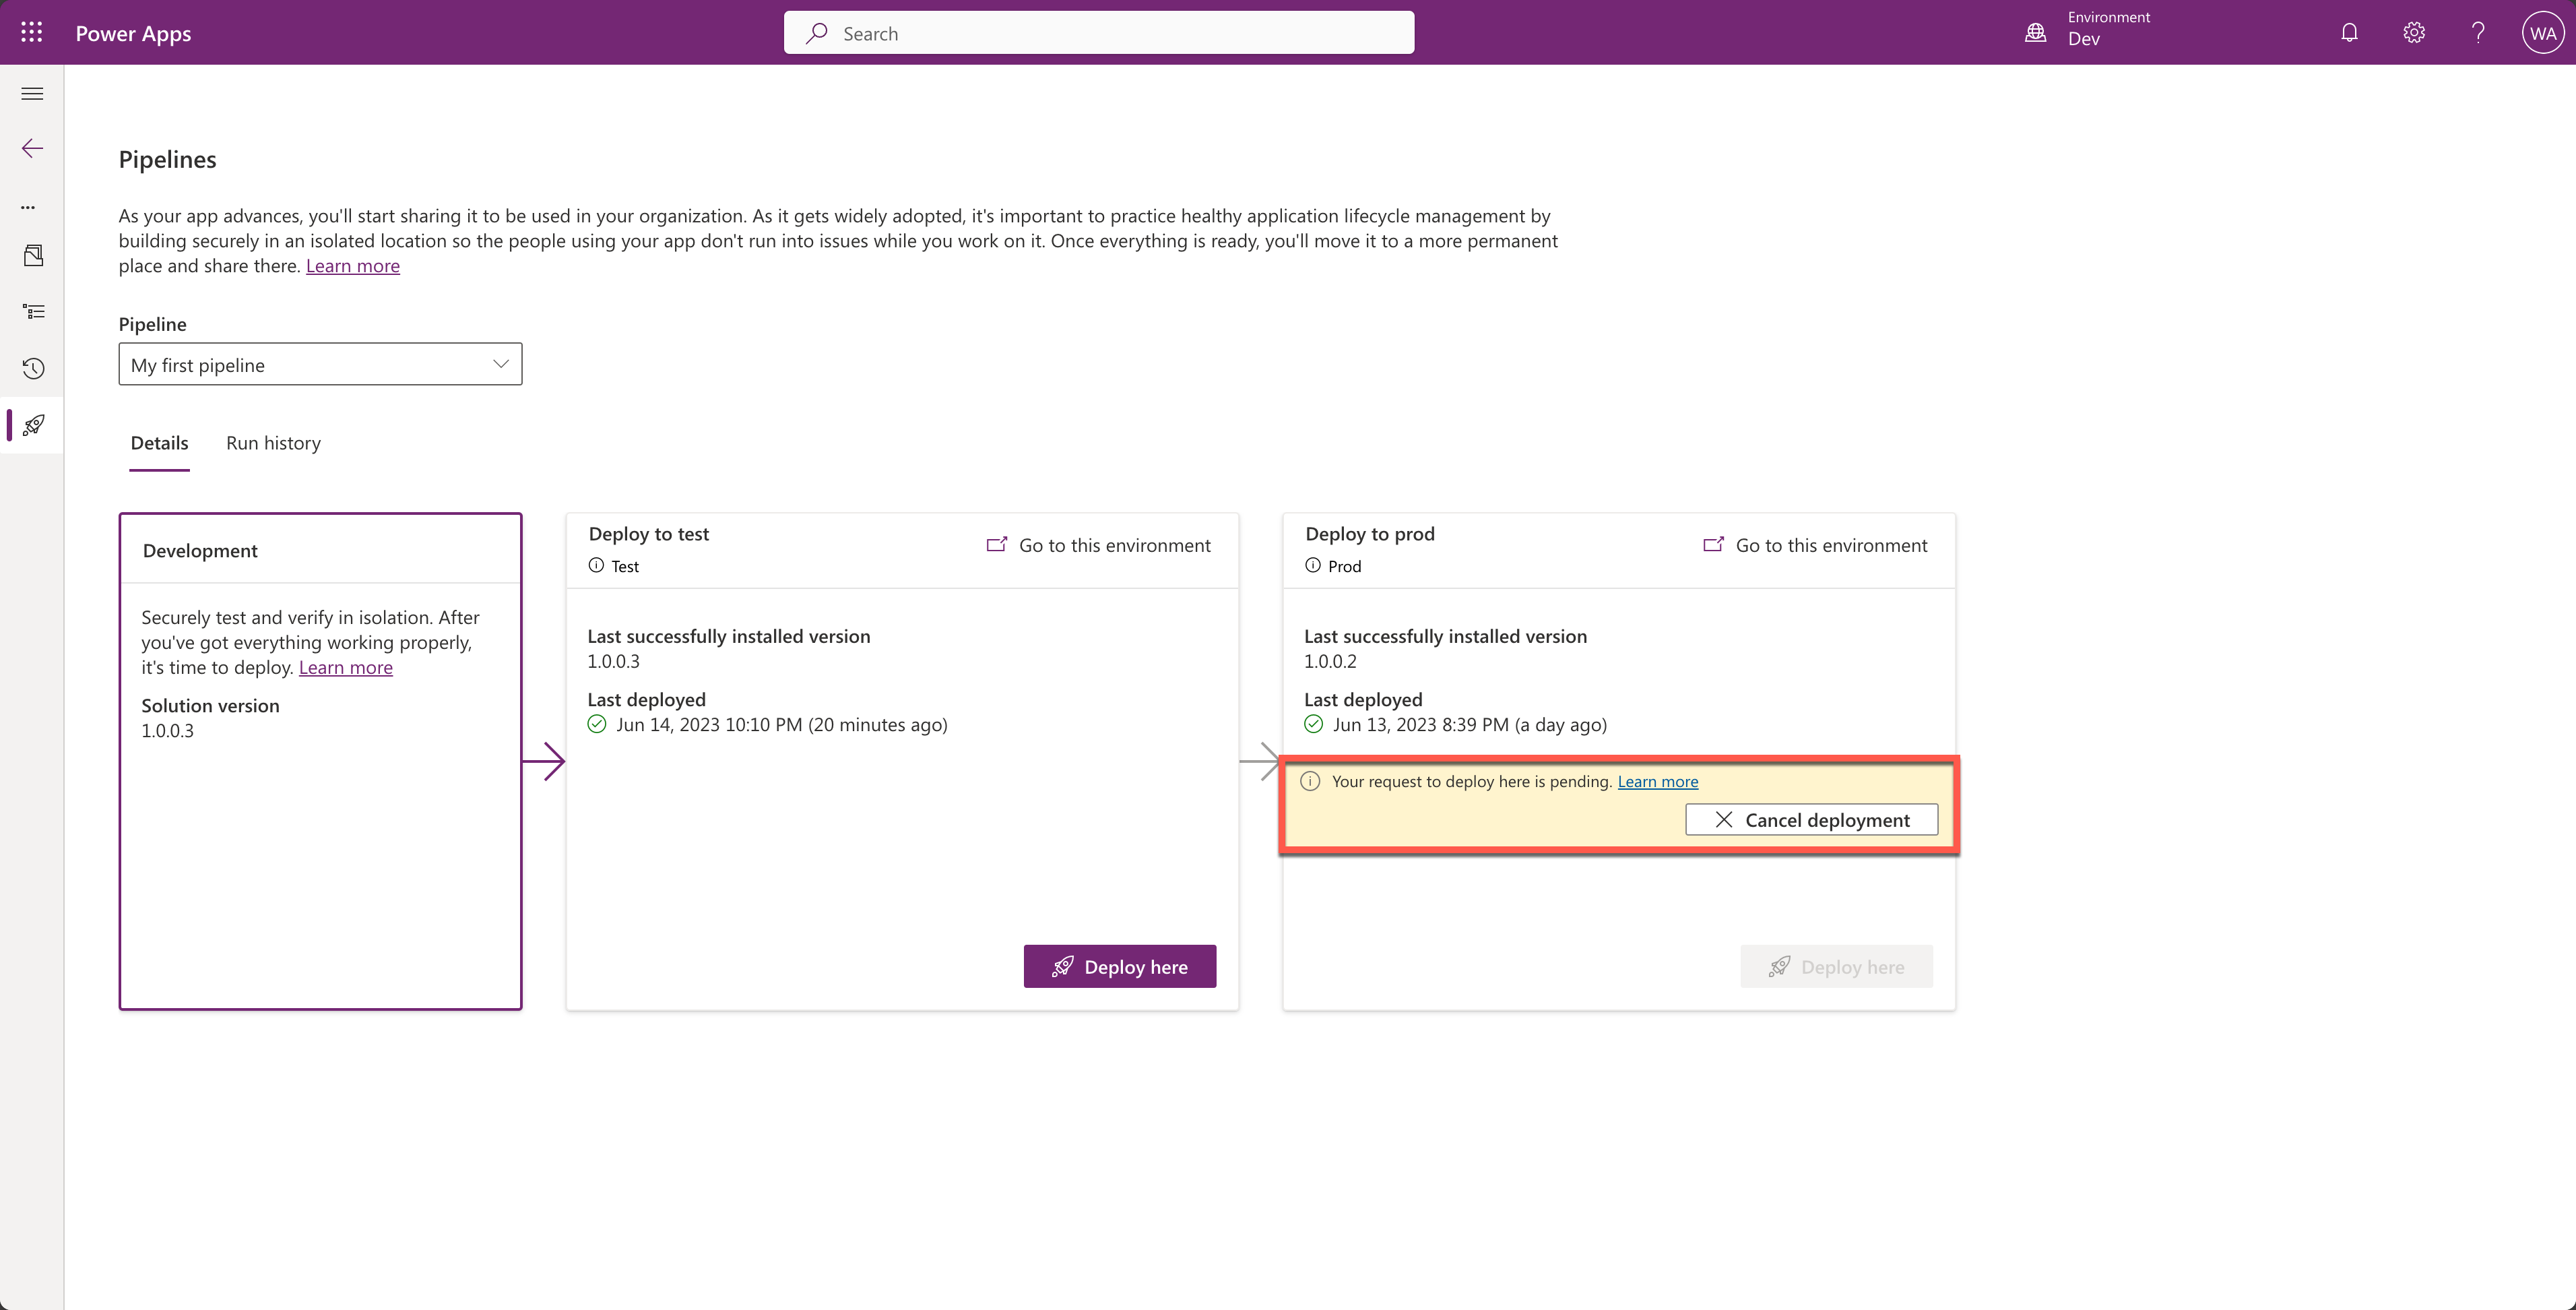 Power Apps
Search
Environment
Dev
WA
Pipelines
As your app advances, you'll start sharing it to be used in your organization. As it gets widely adopted, it's important to practice healthy application lifecycle management by
building securely in an isolated location so the people using your app don't run into issues while you work on it. Once everything is ready, you'll move it to a more permanent
place and share there. Learn more
Pipeline
My first pipeline
Details
Run history
Development
Securely test and verify in isolation. After
you've got everything working properly,
it's time to deploy. Learn more
Solution version
1.0.0.3
Deploy to test
Test
Go to this environment
Last successfully installed version
1.0.0.3
Last deployed
Jun 14, 2023 10:10 PM (20 minutes ago)
Deploy here
Deploy to prod
Prod
Go to this environment
Last successfully installed version
1.0.0.2
Last deployed
Jun 13, 2023 8:39 PM (a day ago)
Your request to deploy here is pending. Learn more
Cancel deployment
Deploy here